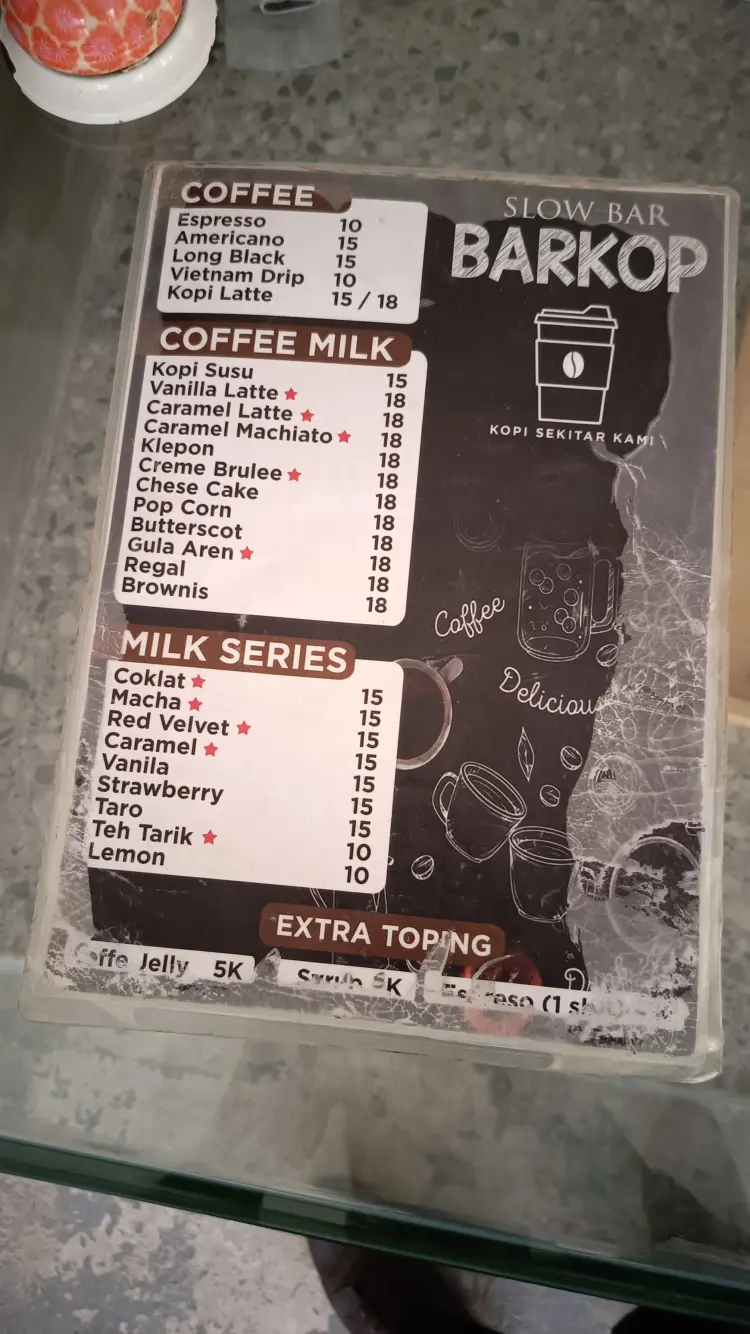 SLOW BAR
BARKOP
KOPI SEKITAR KAMI
COFFEE
Espresso 10
Americano 15
Long Black 15
Vietnam Drip 10
Kopi Latte 15 / 18
COFFEE MILK
Kopi Susu 15
Vanilla Latte 18
Caramel Latte 18
Caramel Machiato 18
Klepon 18
Creme Brulee 18
Chese Cake 18
Pop Corn 18
Butterscot 18
Gula Aren 18
Regal 18
Brownis 18
Coffee
Deliciou
MILK SERIES
Coklat 15
Macha 15
Red Velvet 15
Caramel 15
Vanila 15
Strawberry 15
Taro 15
Teh Tarik 10
Lemon 10
EXTRA TOPING
Jelly 5K
Syrup 5K
(1